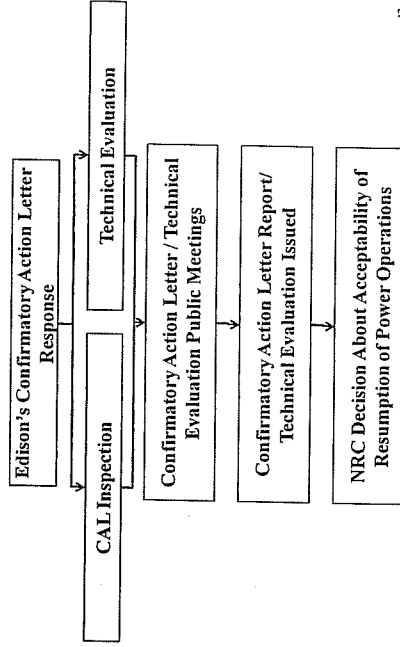 Edison's Confirmatory Action Letter
Response
CAL Inspection
Technical Evaluation
Confirmatory Action Letter / Technical
Evaluation Public Meetings
Confirmatory Action Letter Report/
Technical Evaluation Issued
NRC Decision About Acceptability of
Resumption of Power Operations